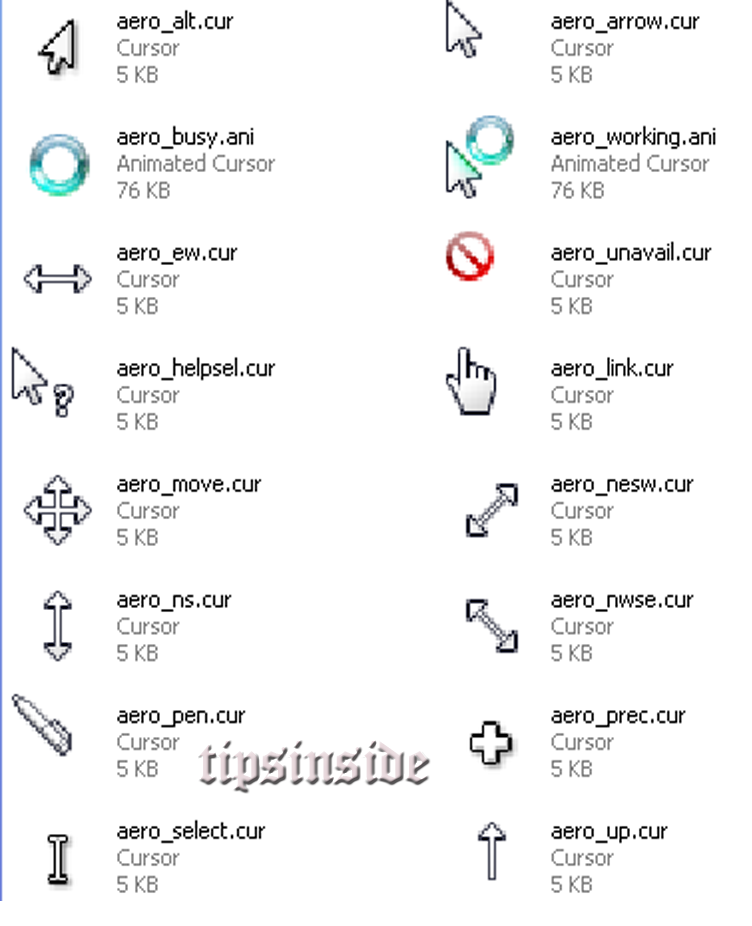 aero_alt.cur
Cursor
5 KB
aero_arrow.cur
Cursor
5 KB
aero_busy.ani
Animated Cursor
76 KB
aero_working.ani
Animated Cursor
76 KB
aero_ew.cur
Cursor
5 KB
aero_unavail.cur
Cursor
5 KB
aero_helpsel.cur
Cursor
5 KB
aero_link.cur
Cursor
5 KB
aero_move.cur
Cursor
5 KB
aero_nesw.cur
Cursor
5 KB
aero_ns.cur
Cursor
5 KB
aero_nwse.cur
Cursor
5 KB
aero_pen.cur
Cursor
5 KB
aero_prec.cur
Cursor
5 KB
tipsinside
aero_select.cur
Cursor
5 KB
aero_up.cur
Cursor
5 KB